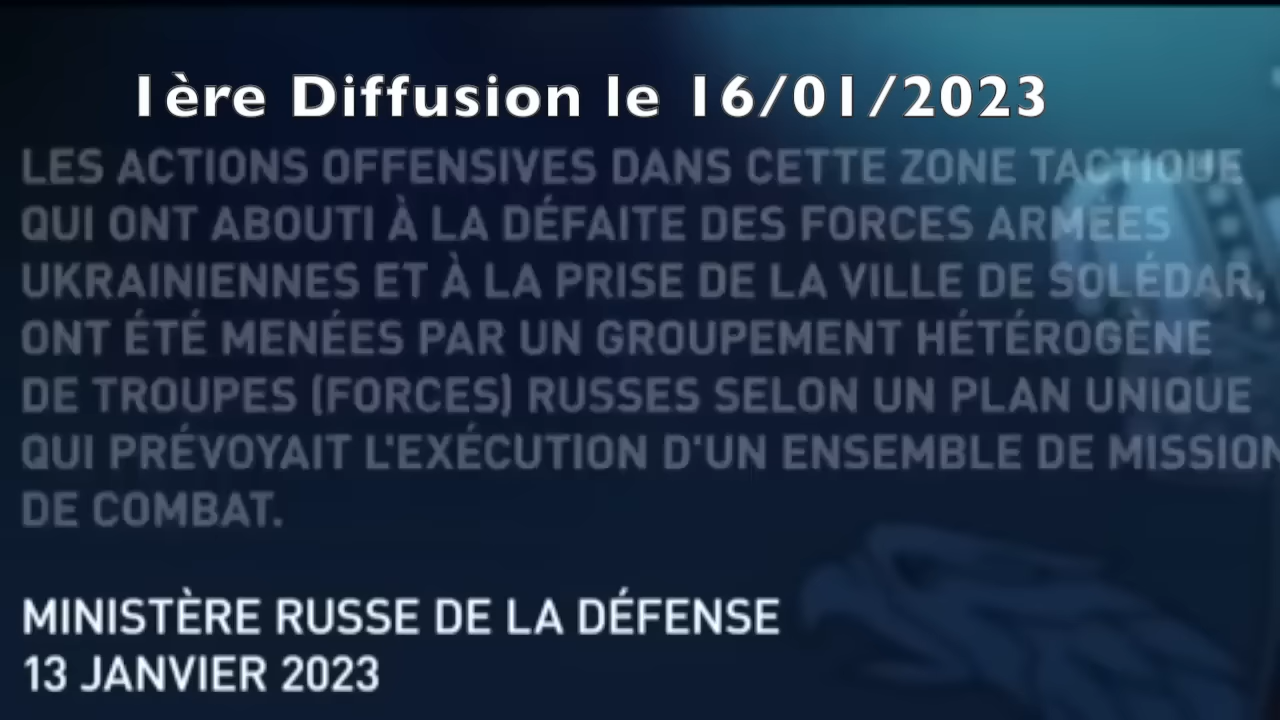 1ère Diffusion le 16/01/2023
LES ACTIONS OFFENSIVES DANS CETTE ZONE TACTIQUE
QUI ONT ABOUTI À LA DÉFAITE DES FORCES ARMÉES
UKRAINIENNES ET À LA PRISE DE LA VILLE DE SOLÉDAR,
ONT ÉTÉ MENÉES PAR UN GROUPEMENT HÉTÉROGÈNE
DE TROUPES (FORCES) RUSSES SELON UN PLAN UNIQUE
QUI PRÉVOYAIT L'EXÉCUTION D'UN ENSEMBLE DE MISSION
DE COMBAT.
MINISTÈRE RUSSE DE LA DÉFENSE
13 JANVIER 2023